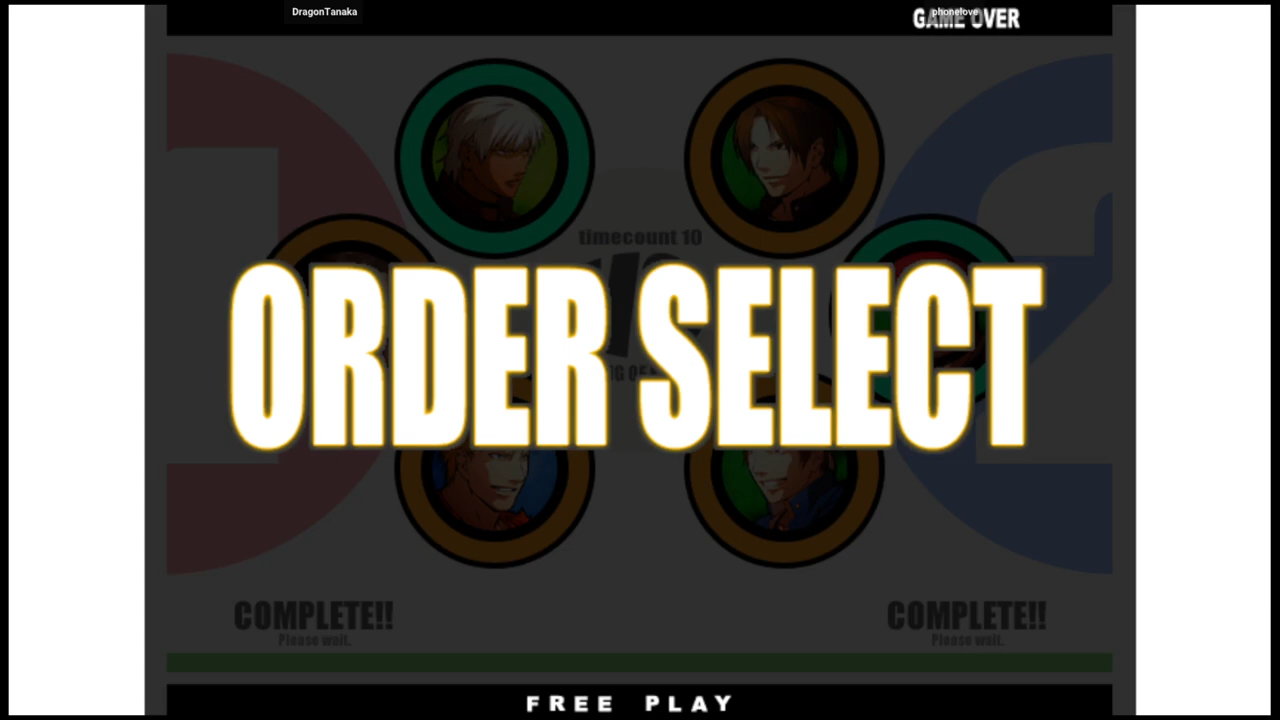 DragonTanaka
phonelove
GAME OVER
timecount 10
ORDER SELECT
COMPLETE!!
Please wait.
COMPLETE!!
Please wait.
FREE PLAY